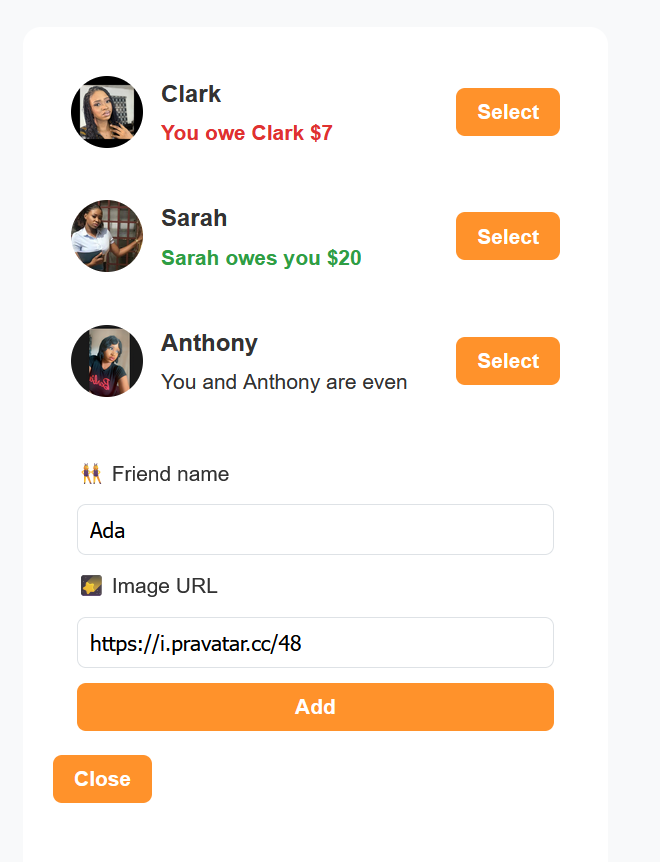 Clark
You owe Clark $7
Select
Sarah
Sarah owes you $20
Select
Anthony
You and Anthony are even
Select
👭 Friend name
Ada
🌠 Image URL
https://i.pravatar.cc/48
Add
Close